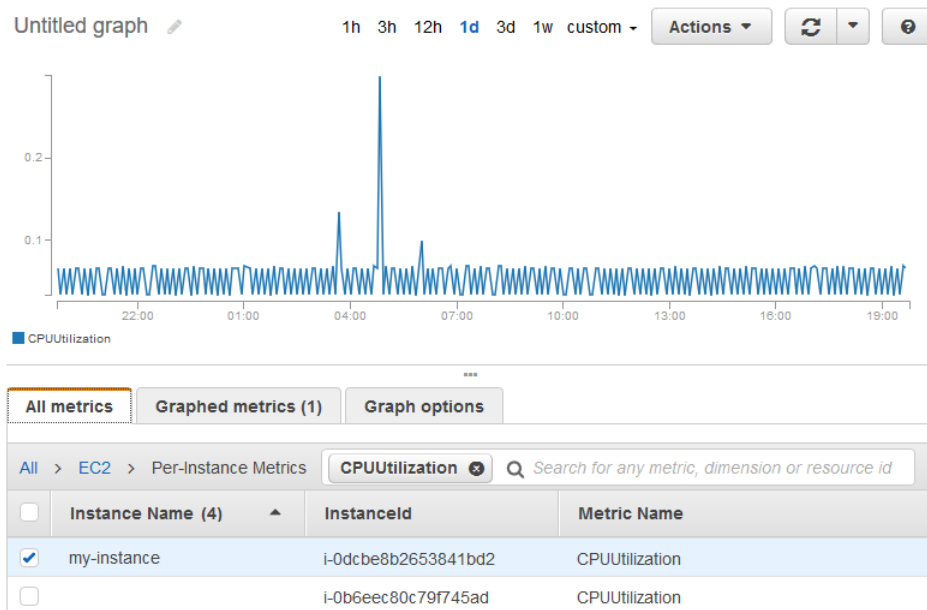 Untitled graph 1h 3h 12h 1d 3d 1w custom Actions
0.2
0.1
22:00 01:00 04:00 07:00 10:00 13:00 16:00 19:00
CPUUtilization
All metrics Graphed metrics (1) Graph options
All > EC2 > Per-Instance Metrics CPUUtilization Search for any metric, dimension or resource id
Instance Name (4) InstanceId Metric Name
my-instance i-0dcbe8b2653841bd2 CPUUtilization
i-0b6eec80c79f745ad CPUUtilization